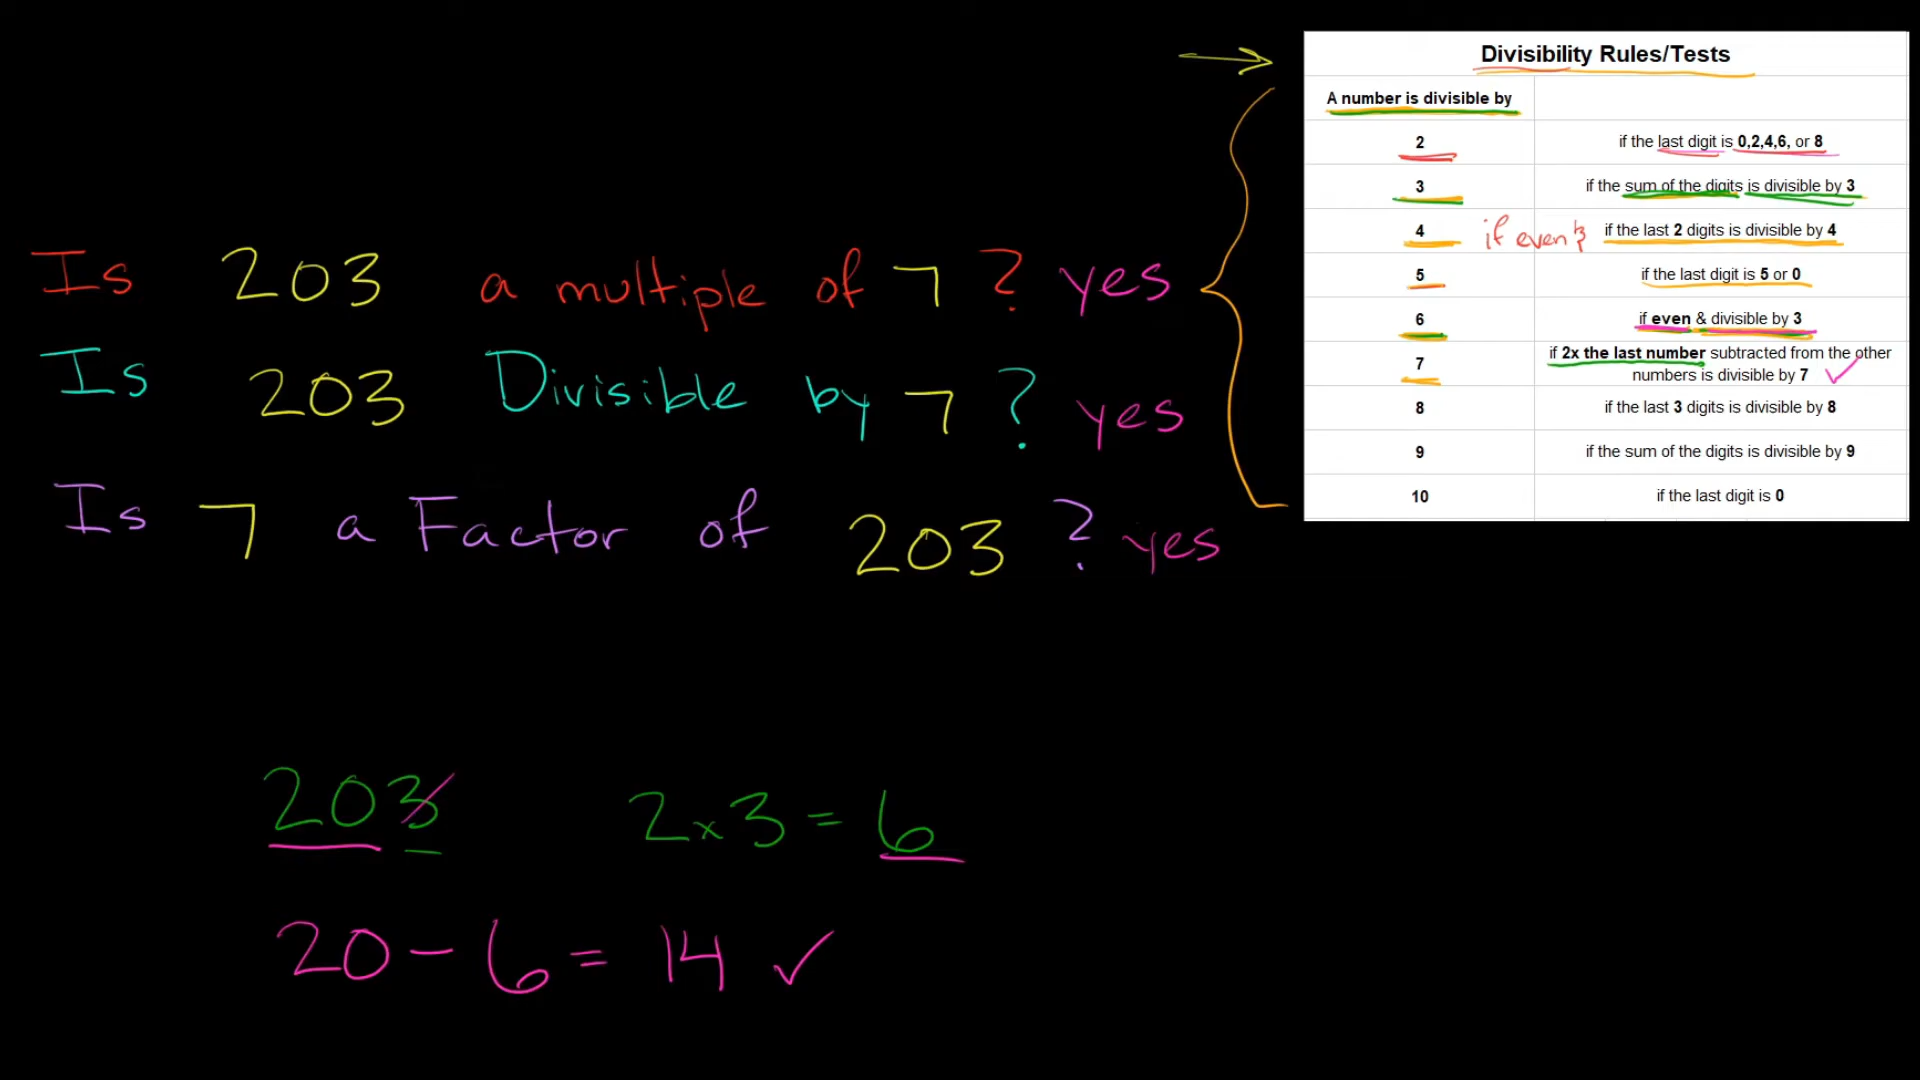 Is 203 a multiple of 7 ? yes
Is 203 Divisible by 7 ? yes
Is 7 a Factor of 203 ? yes
203 2 x 3 = 6
20 - 6 = 14 ✓
Divisibility Rules/Tests
A number is divisible by
2 if the last digit is 0,2,4,6, or 8
3 if the sum of the digits is divisible by 3
4 if even & if the last 2 digits is divisible by 4
5 if the last digit is 5 or 0
6 if even & divisible by 3
7 if 2x the last number subtracted from the other
numbers is divisible by 7 ✓
8 if the last 3 digits is divisible by 8
9 if the sum of the digits is divisible by 9
10 if the last digit is 0